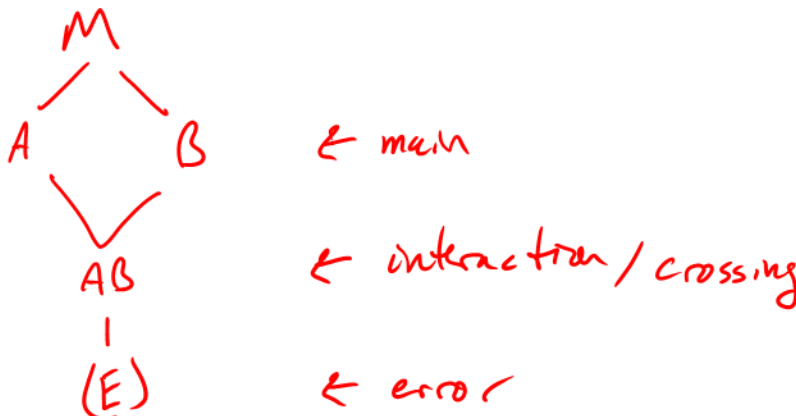 M
A B ← main
AB ← interaction / crossing
(E) ← error